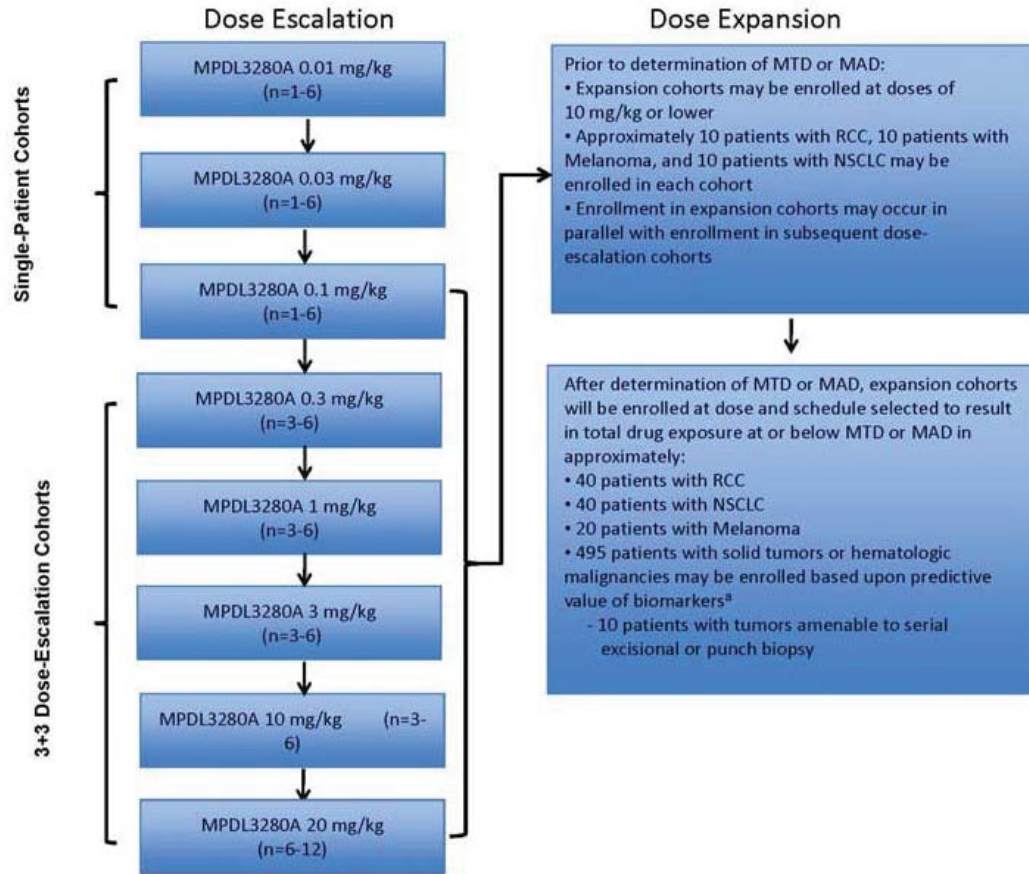 Dose Escalation
Single-Patient Cohorts
MPDL3280A 0.01 mg/kg
(n=1-6)
MPDL3280A 0.03 mg/kg
(n=1-6)
MPDL3280A 0.1 mg/kg
(n=1-6)
3+3 Dose-Escalation Cohorts
MPDL3280A 0.3 mg/kg
(n=3-6)
MPDL3280A 1 mg/kg
(n=3-6)
MPDL3280A 3 mg/kg
(n=3-6)
MPDL3280A 10 mg/kg (n=3-
6)
MPDL3280A 20 mg/kg
(n=6-12)
Dose Expansion
Prior to determination of MTD or MAD:
• Expansion cohorts may be enrolled at doses of
10 mg/kg or lower
• Approximately 10 patients with RCC, 10 patients with
Melanoma, and 10 patients with NSCLC may be
enrolled in each cohort
• Enrollment in expansion cohorts may occur in
parallel with enrollment in subsequent dose-
escalation cohorts
After determination of MTD or MAD, expansion cohorts
will be enrolled at dose and schedule selected to result
in total drug exposure at or below MTD or MAD in
approximately:
• 40 patients with RCC
• 40 patients with NSCLC
• 20 patients with Melanoma
• 495 patients with solid tumors or hematologic
malignancies may be enrolled based upon predictive
value of biomarkersᵃ
- 10 patients with tumors amenable to serial
excisional or punch biopsy